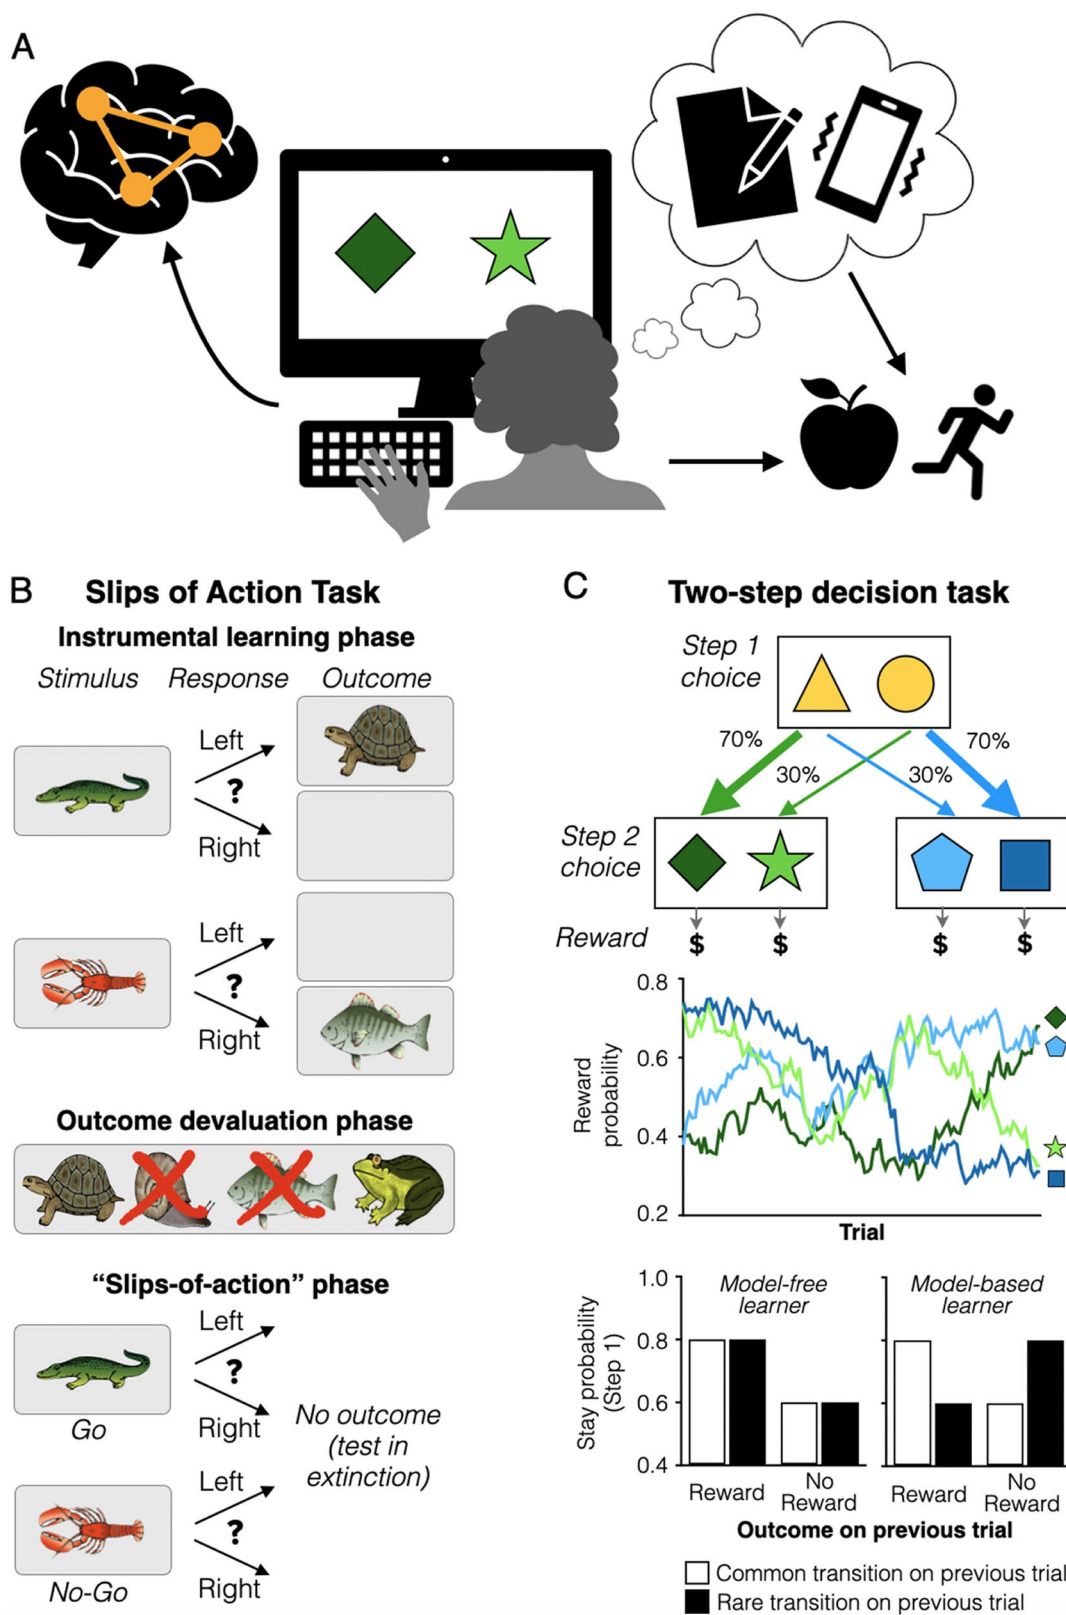 A
B Slips of Action Task
Instrumental learning phase
Stimulus Response Outcome
Left
?
Right
Left
?
Right
Outcome devaluation phase
“Slips-of-action” phase
Left
?
Right
Go
No outcome
(test in
extinction)
Left
?
Right
No-Go
C Two-step decision task
Step 1
choice
70% 70%
30% 30%
Step 2
choice
Reward $ $ $ $
0.8
0.6
0.4
0.2
Reward
probability
Trial
1.0
0.8
0.6
0.4
Stay probability
(Step 1)
Model-free
learner
Model-based
learner
Reward No
Reward
Reward No
Reward
Outcome on previous trial
Common transition on previous trial
Rare transition on previous trial